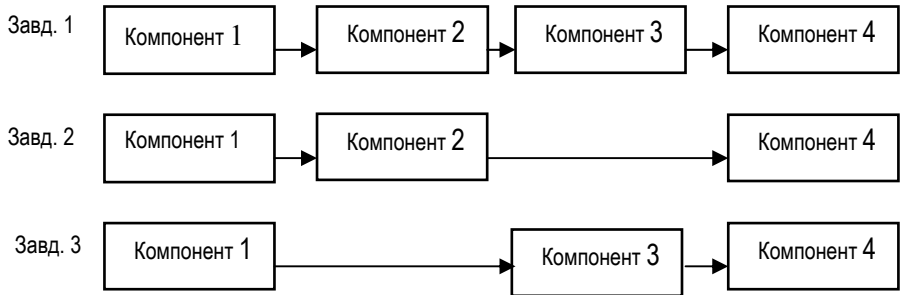 Завд. 1 Компонент 1 Компонент 2 Компонент 3 Компонент 4
Завд. 2 Компонент 1 Компонент 2 Компонент 4
Завд. 3 Компонент 1 Компонент 3 Компонент 4